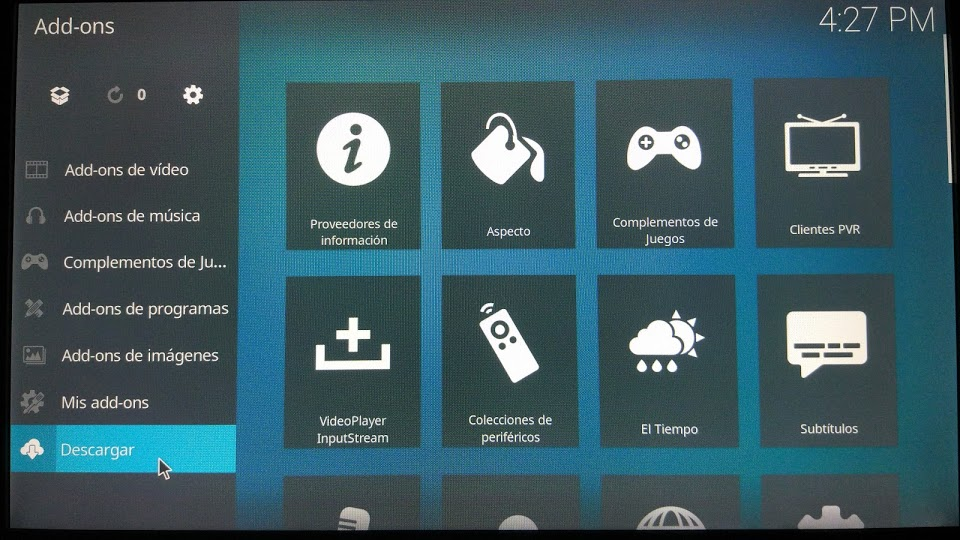 Add-ons
4:27 PM
0
Add-ons de vídeo
Add-ons de música
Complementos de Ju...
Add-ons de programas
Add-ons de imágenes
Mis add-ons
Descargar
Proveedores de
información
Aspecto
Complementos de
Juegos
Clientes PVR
VideoPlayer
InputStream
Colecciones de
periféricos
El Tiempo
Subtítulos